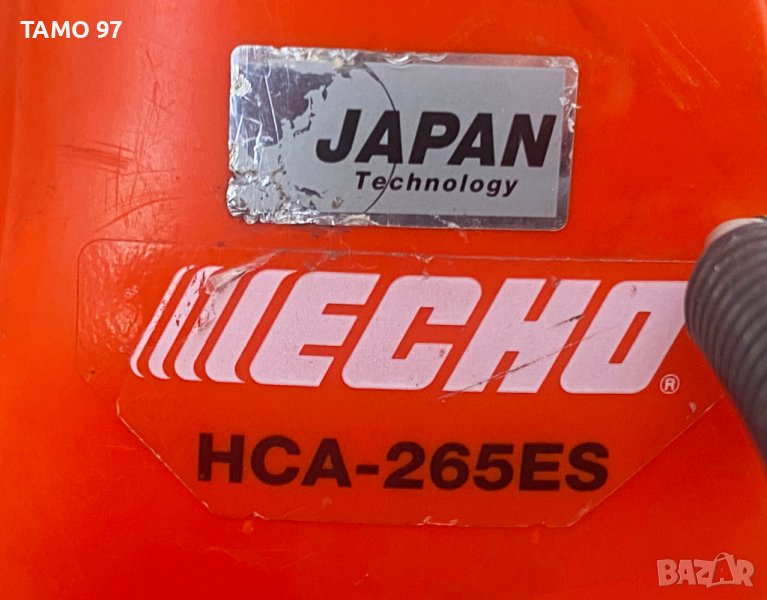 TAMO 97
JAPAN
Technology
ECHO®
HCA-265ES
BAZAR